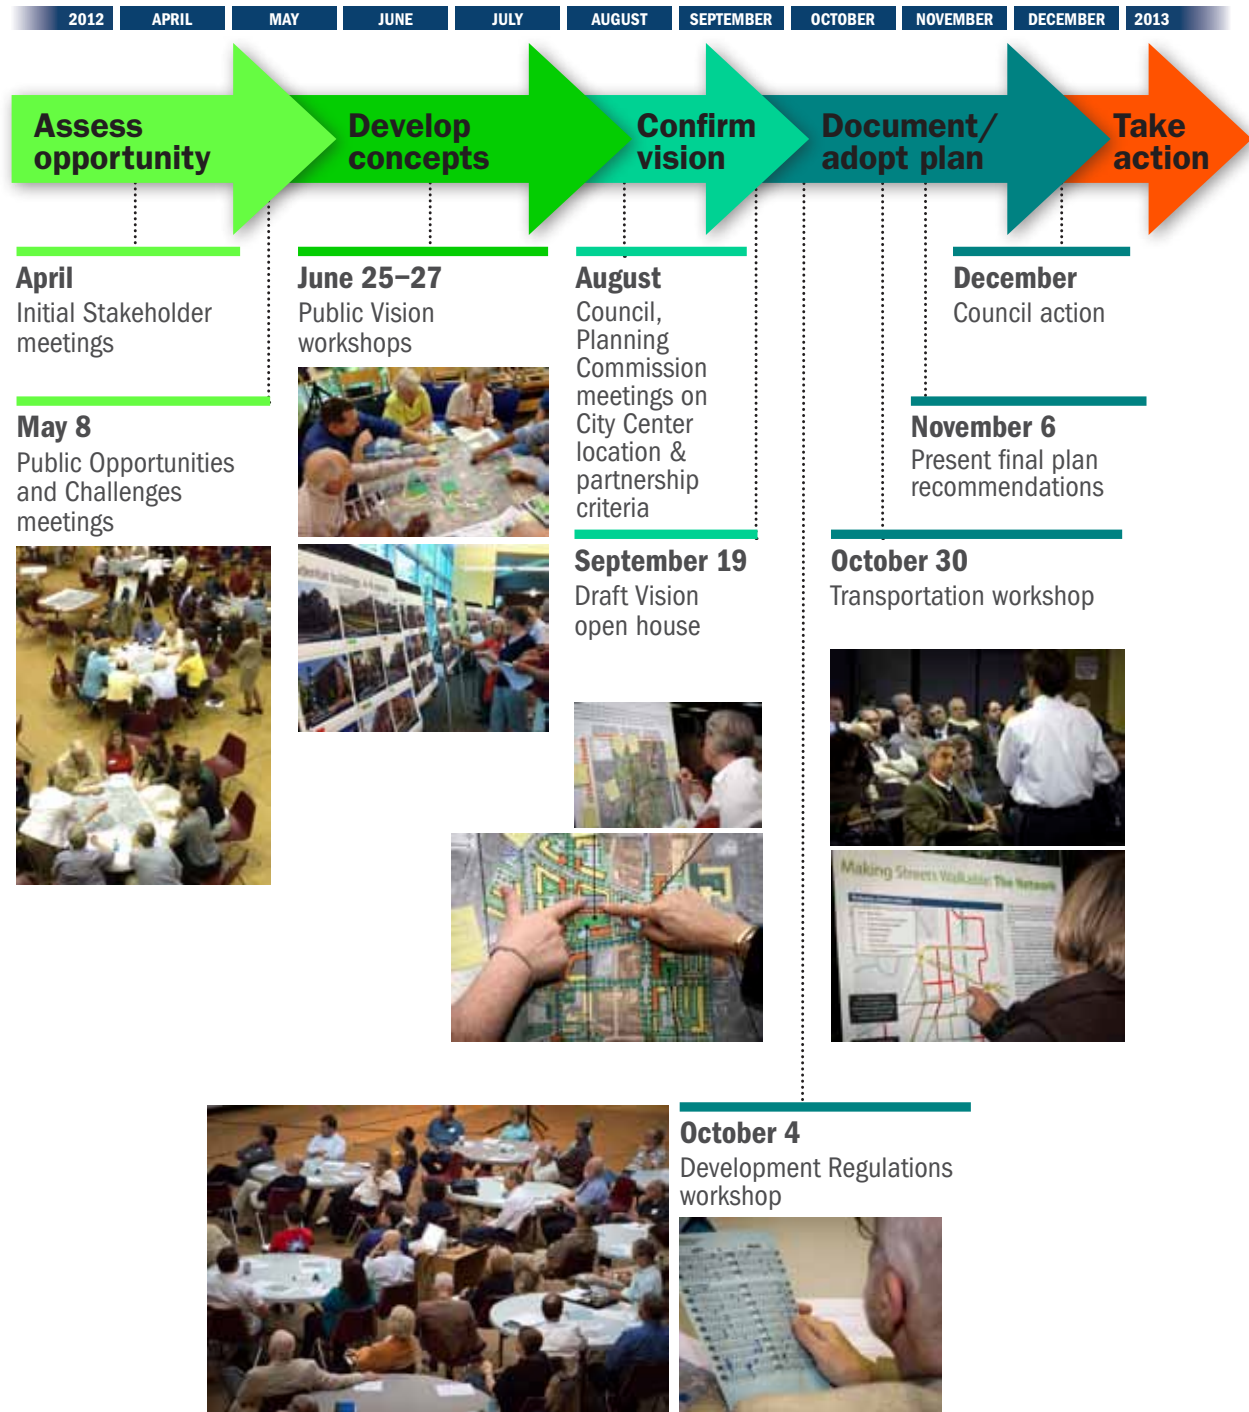 2012 APRIL MAY JUNE JULY AUGUST SEPTEMBER OCTOBER NOVEMBER DECEMBER 2013
Assess
opportunity
Develop
concepts
Confirm
vision
Document/
adopt plan
Take
action
April
Initial Stakeholder
meetings
May 8
Public Opportunities
and Challenges
meetings
June 25–27
Public Vision
workshops
August
Council,
Planning
Commission
meetings on
City Center
location &
partnership
criteria
September 19
Draft Vision
open house
December
Council action
November 6
Present final plan
recommendations
October 30
Transportation workshop
Making Streets Walkable: The Network
October 4
Development Regulations
workshop